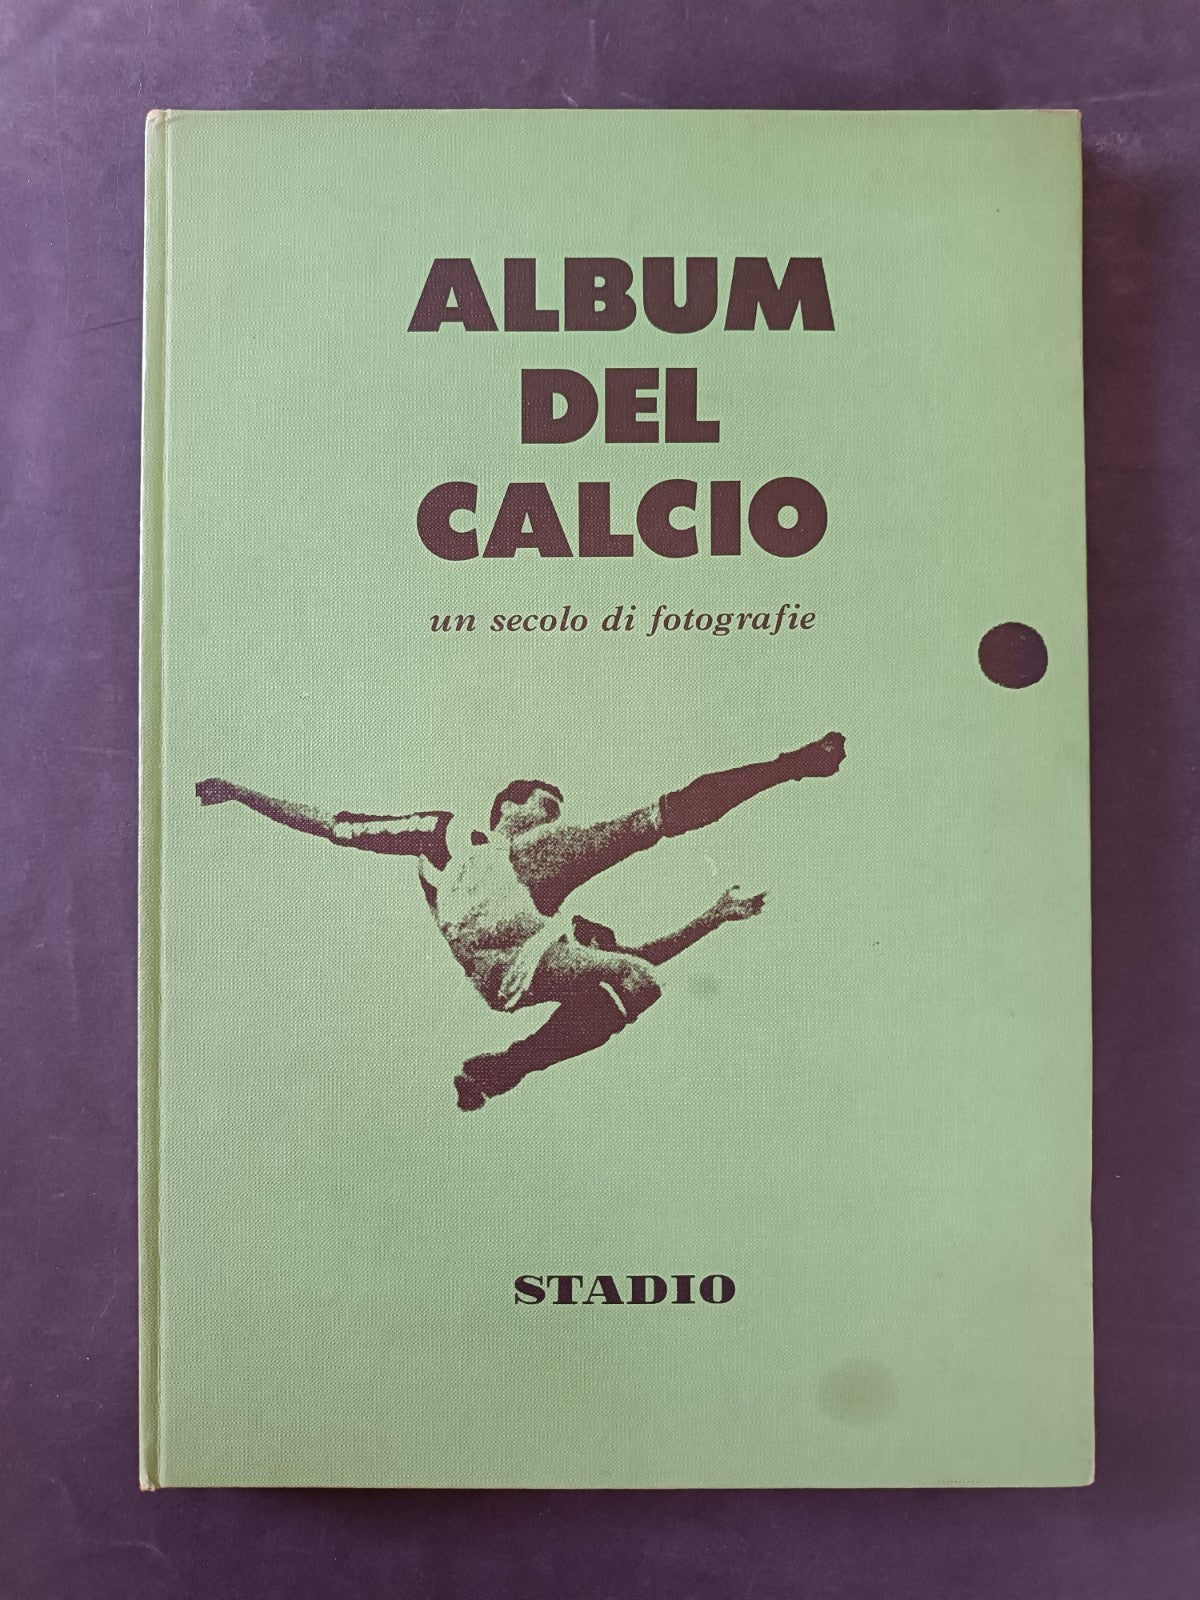 ALBUM
DEL
CALCIO
un secolo di fotografie
STADIO